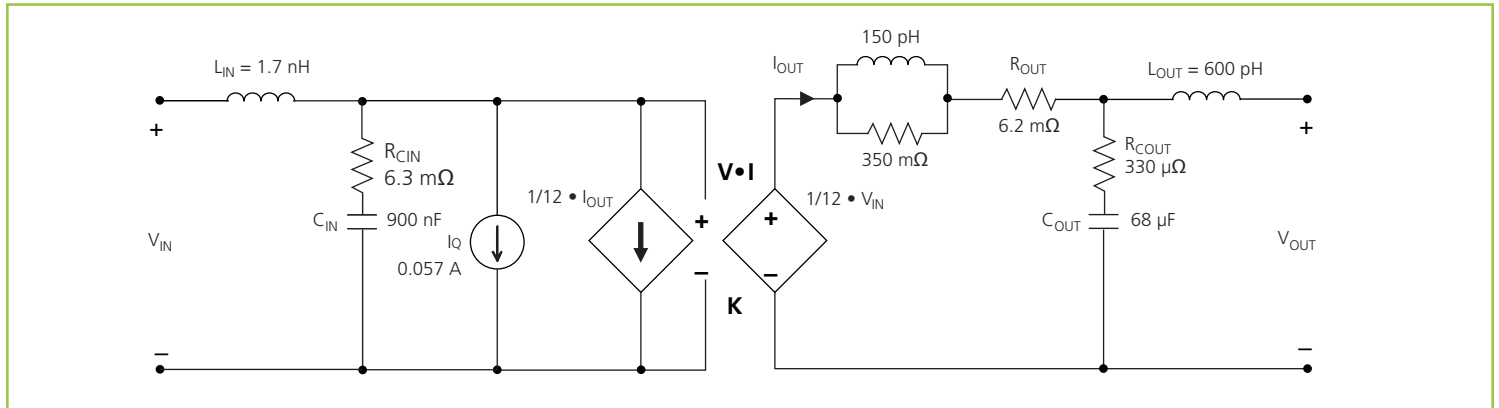 150 pH
I_OUT
R_OUT
L_OUT = 600 pH
L_IN = 1.7 nH
+
+
6.2 mΩ
350 mΩ
R_CIN
6.3 mΩ
R_COUT
330 µΩ
V•I
1/12 • I_OUT
1/12 • V_IN
C_IN
900 nF
+
+
C_OUT
68 µF
V_IN
I_Q
0.057 A
V_OUT
–
–
K
–
–